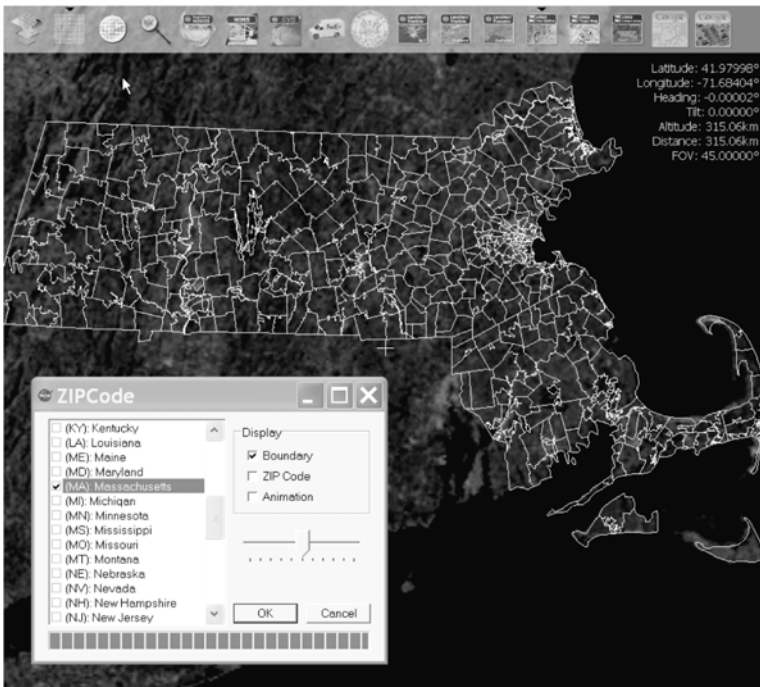 Latitude: 41.97998°
Longitude: -71.68404°
Heading: -0.00002°
Tilt: 0.00000°
Altitude: 315.06km
Distance: 315.06km
FOV: 45.00000°
ZIPCode
(KY): Kentucky
(LA): Louisiana
(ME): Maine
(MD): Maryland
(MA): Massachusetts
(MI): Michigan
(MN): Minnesota
(MS): Mississippi
(MO): Missouri
(MT): Montana
(NE): Nebraska
(NV): Nevada
(NH): New Hampshire
(NJ): New Jersey
Display
Boundary
ZIP Code
Animation
OK
Cancel